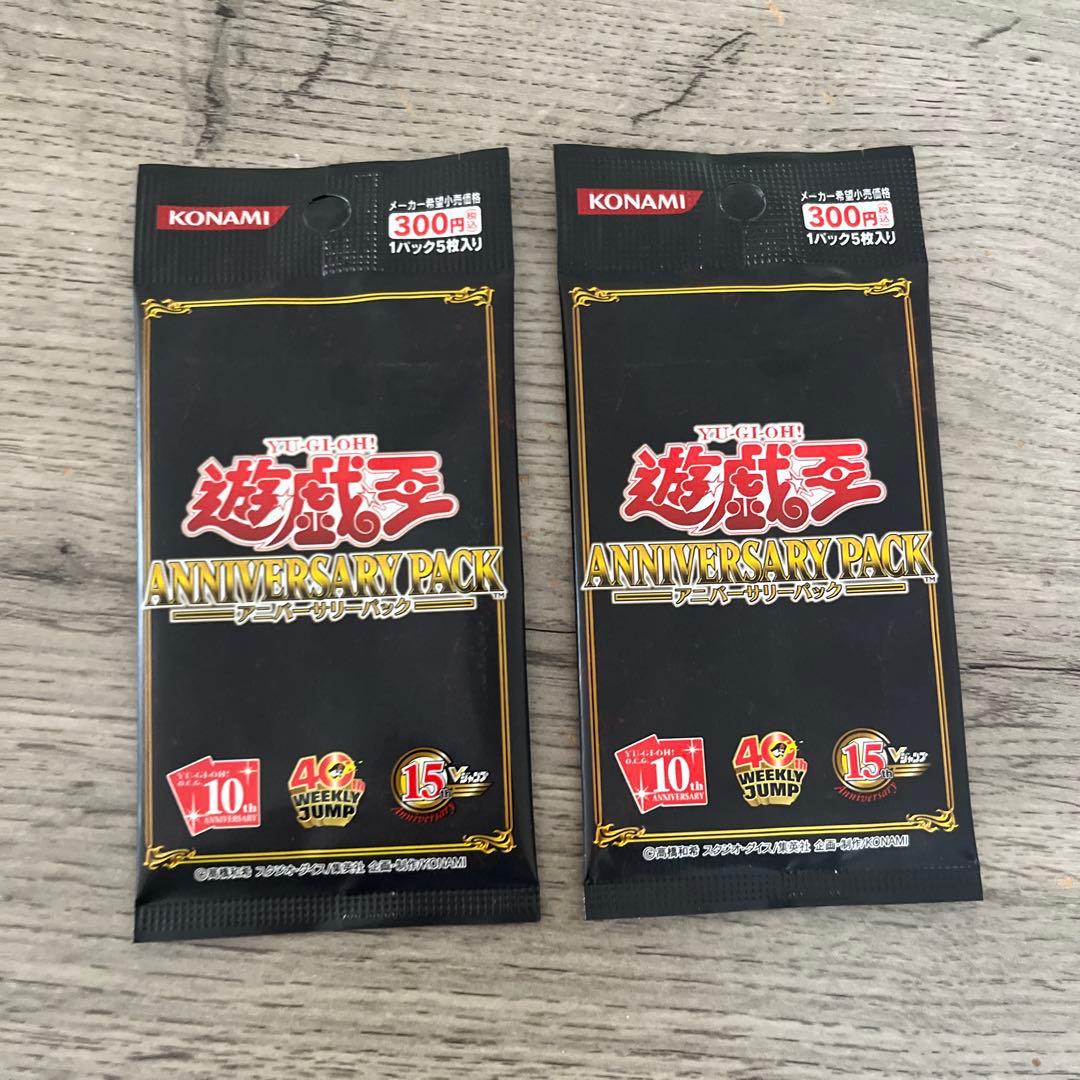 KONAMI
メーカー希望小売価格
300円税込
1パック5枚入り
YU-GI-OH!
遊戯王
ANNIVERSARY PACK™
アニバーサリーパック
YU-GI-OH!
O.C.G.
10th
ANNIVERSARY
40th
WEEKLY
JUMP
15th
Vジャンプ
Anniversary
©高橋和希 スタジオ・ダイス/集英社 企画・制作/KONAMI
KONAMI
メーカー希望小売価格
300円税込
1パック5枚入り
YU-GI-OH!
遊戯王
ANNIVERSARY PACK™
アニバーサリーパック
YU-GI-OH!
O.C.G.
10th
ANNIVERSARY
40th
WEEKLY
JUMP
15th
Vジャンプ
Anniversary
©高橋和希 スタジオ・ダイス/集英社 企画・制作/KONAMI